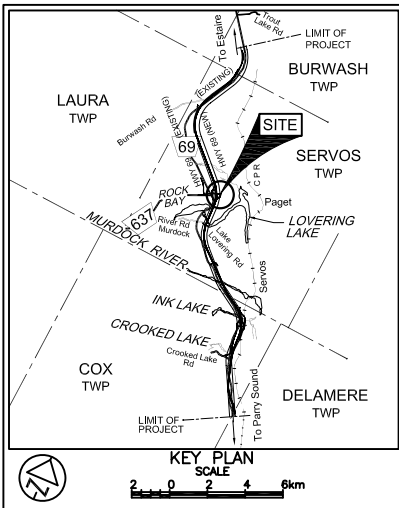 Trout
Lake Rd
To Estaire
LIMIT OF
PROJECT
BURWASH
TWP
LAURA
TWP
(EXISTING)
Burwash Rd
HWY 69 (EXISTING)
HWY 69 (NEW)
69
SITE
SERVOS
TWP
CPR
ROCK
BAY
637
Paget
River Rd
Murdock
LOVERING
LAKE
Lake
Lovering Rd
MURDOCK RIVER
Servos
INK LAKE
CROOKED LAKE
Crooked Lake
Rd
COX
TWP
DELAMERE
TWP
LIMIT OF
PROJECT
To Parry Sound
KEY PLAN
SCALE
2 0 2 4 6km
N